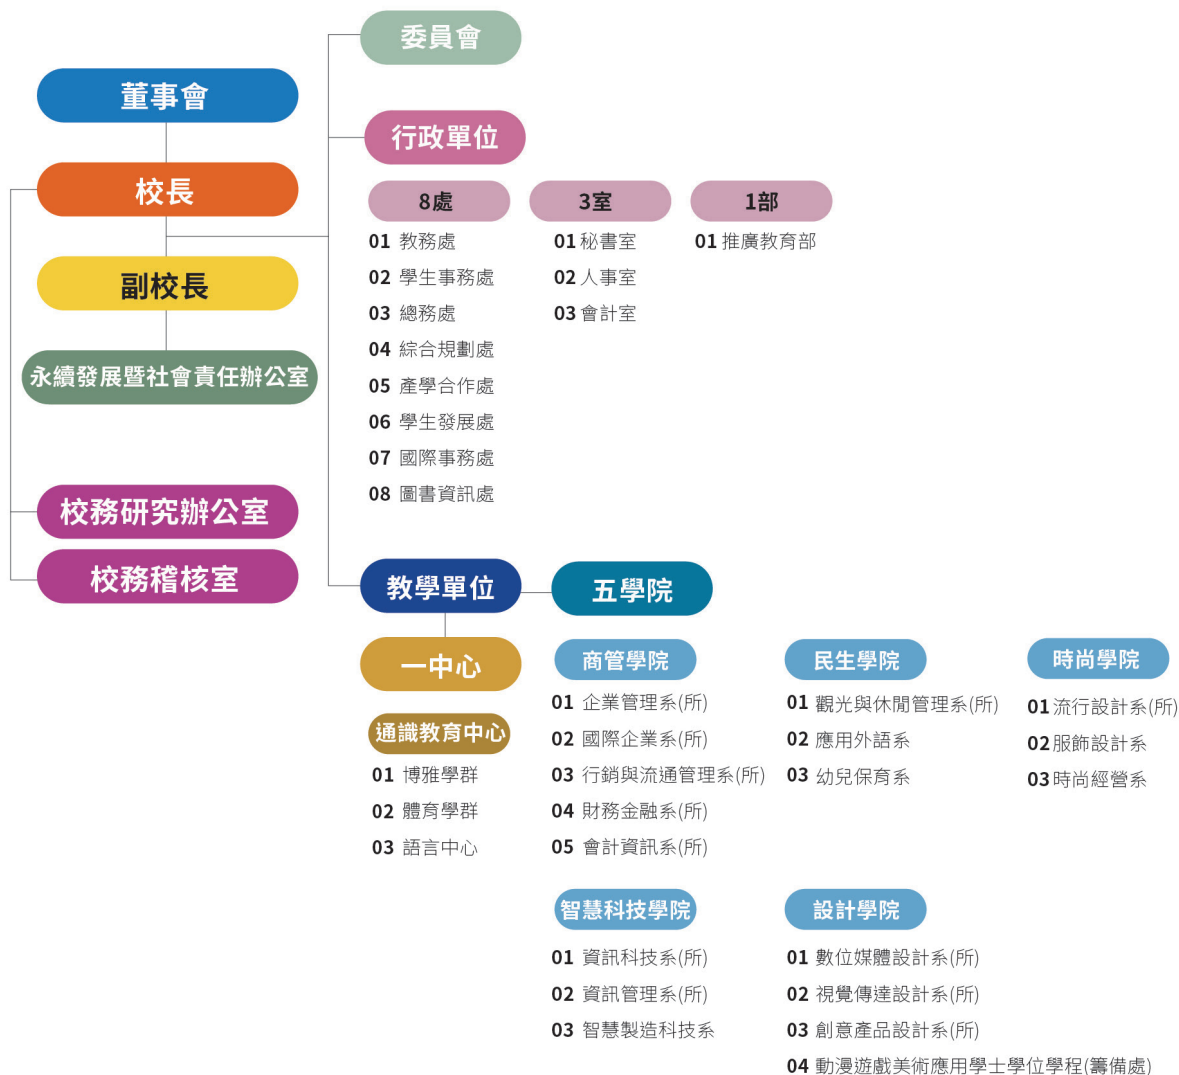 董事會
校長
副校長
永續發展暨社會責任辦公室
校務研究辦公室
校務稽核室
委員會
行政單位
8處
01 教務處
02 學生事務處
03 總務處
04 綜合規劃處
05 產學合作處
06 學生發展處
07 國際事務處
08 圖書資訊處
3室
01 秘書室
02 人事室
03 會計室
1部
01 推廣教育部
教學單位
一中心
通識教育中心
01 博雅學群
02 體育學群
03 語言中心
五學院
商管學院
01 企業管理系(所)
02 國際企業系(所)
03 行銷與流通管理系(所)
04 財務金融系(所)
05 會計資訊系(所)
民生學院
01 觀光與休閒管理系(所)
02 應用外語系
03 幼兒保育系
時尚學院
01 流行設計系(所)
02 服飾設計系
03 時尚經營系
智慧科技學院
01 資訊科技系(所)
02 資訊管理系(所)
03 智慧製造科技系
設計學院
01 數位媒體設計系(所)
02 視覺傳達設計系(所)
03 創意產品設計系(所)
04 動漫遊戲美術應用學士學位學程(籌備處)